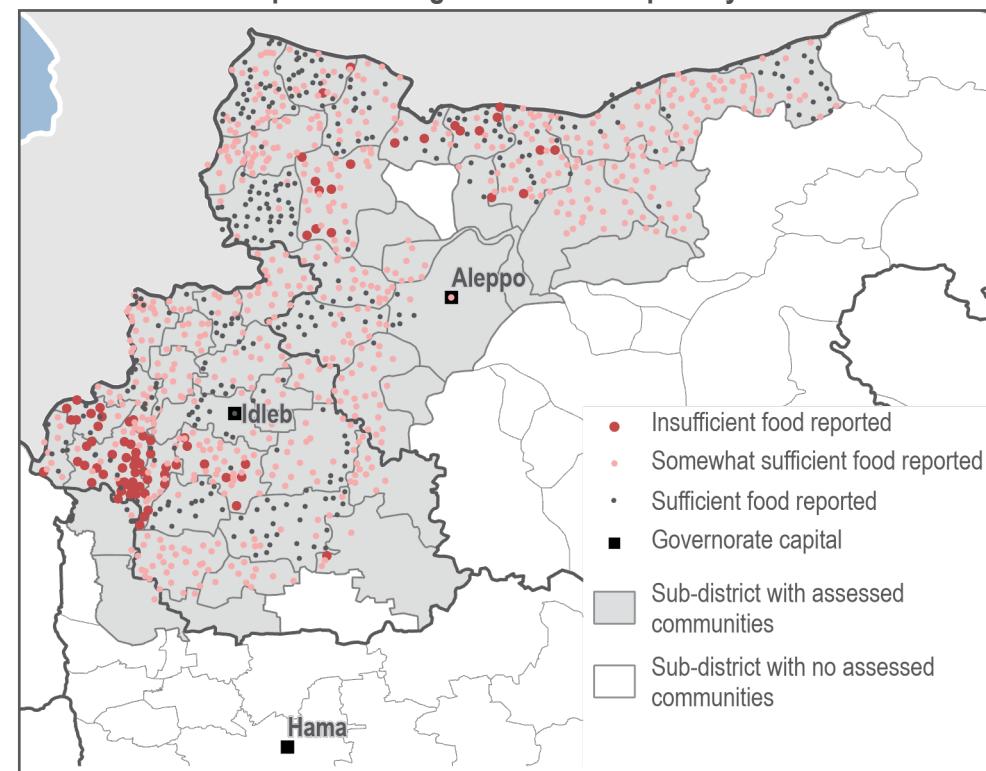 Aleppo
Idleb
Insufficient food reported
Somewhat sufficient food reported
Sufficient food reported
Governorate capital
Sub-district with assessed
communities
Sub-district with no assessed
communities
Hama